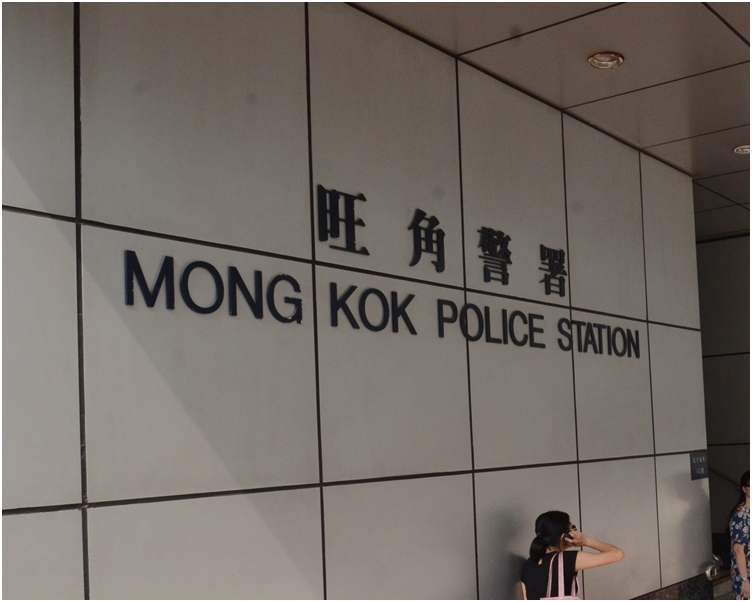 旺角警署
MONG KOK POLICE STATION